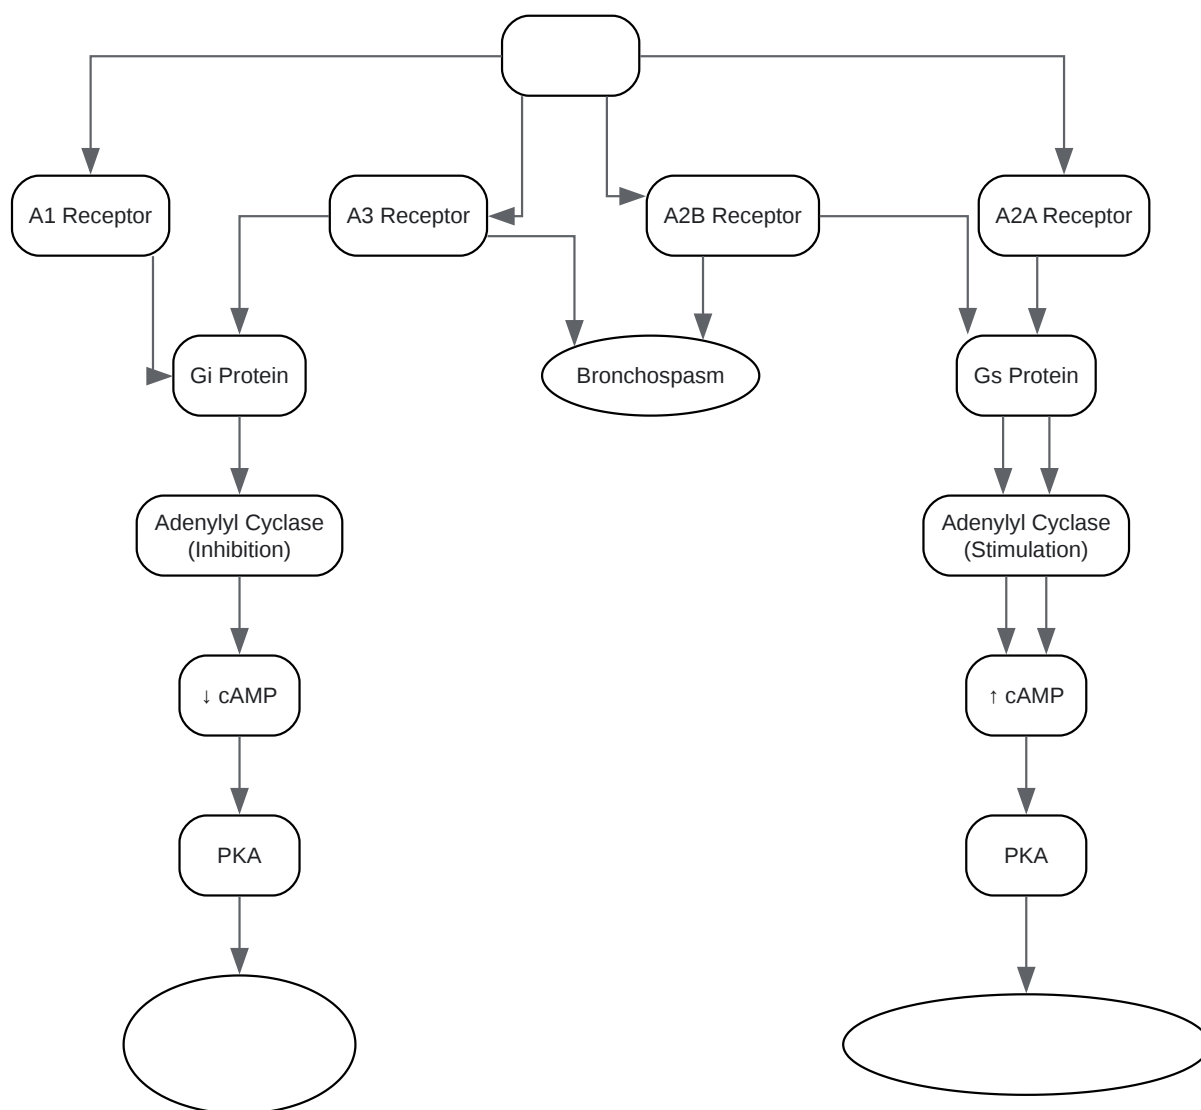 A1 Receptor
A3 Receptor
A2B Receptor
A2A Receptor
Gi Protein
Bronchospasm
Gs Protein
Adenylyl Cyclase
(Inhibition)
Adenylyl Cyclase
(Stimulation)
↓ cAMP
↑ cAMP
PKA
PKA